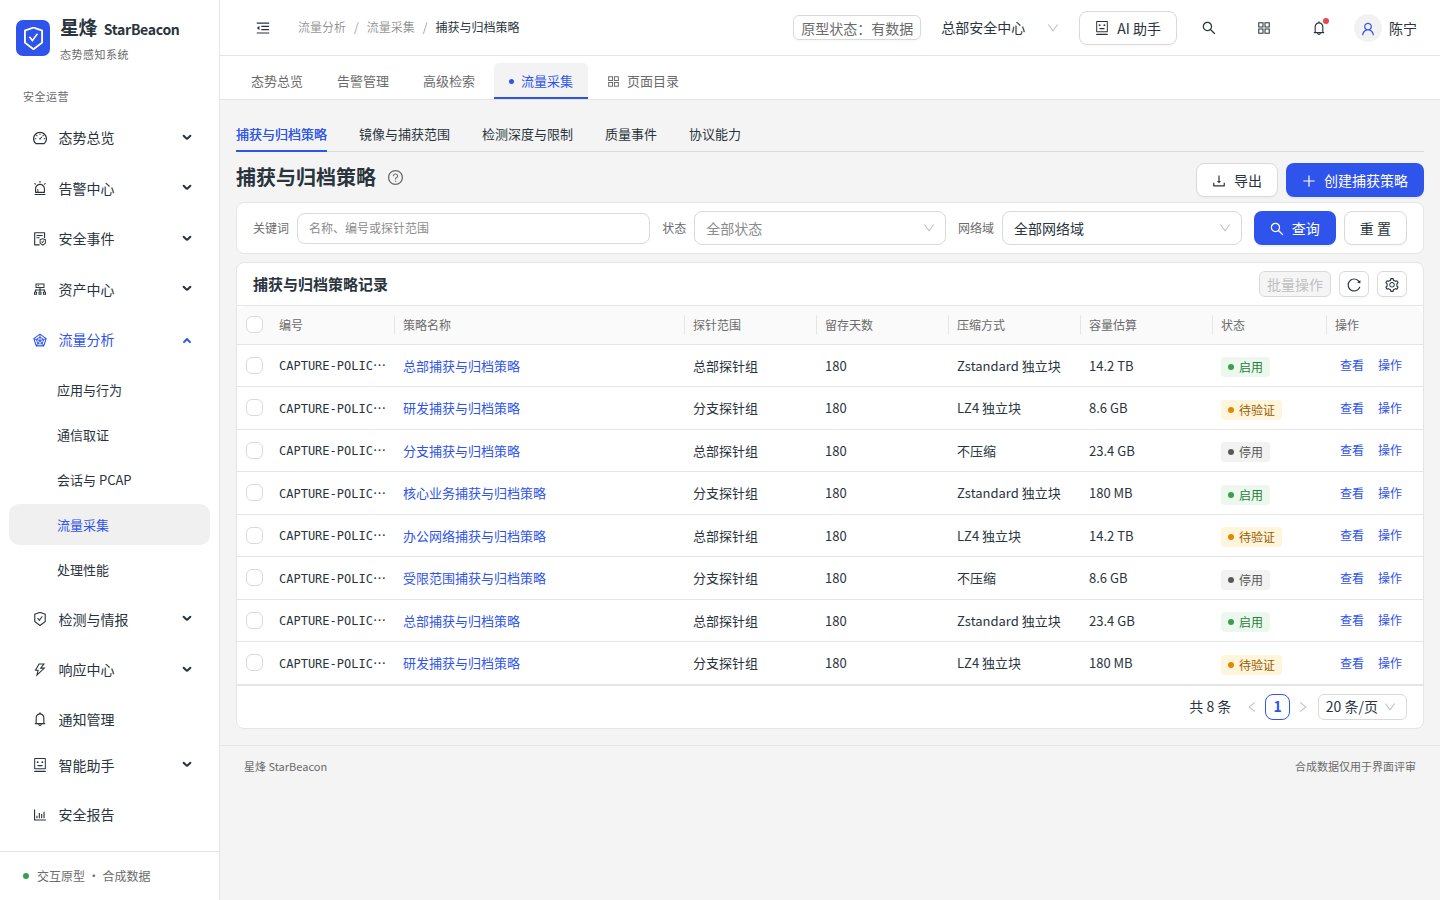 星烽 StarBeacon
态势感知系统
安全运营
态势总览
告警中心
安全事件
资产中心
流量分析
应用与行为
通信取证
会话与 PCAP
流量采集
处理性能
检测与情报
响应中心
通知管理
智能助手
安全报告
交互原型 · 合成数据
流量分析 / 流量采集 / 捕获与归档策略
原型状态：有数据
总部安全中心
AI 助手
陈宁
态势总览 告警管理 高级检索 流量采集 页面目录
捕获与归档策略 镜像与捕获范围 检测深度与限制 质量事件 协议能力
捕获与归档策略
导出
创建捕获策略
关键词 名称、编号或探针范围 状态 全部状态 网络域 全部网络域 查询 重 置
捕获与归档策略记录 批量操作
编号 策略名称 探针范围 留存天数 压缩方式 容量估算 状态 操作
CAPTURE-POLIC··· 总部捕获与归档策略 总部探针组 180 Zstandard 独立块 14.2 TB 启用 查看 操作
CAPTURE-POLIC··· 研发捕获与归档策略 分支探针组 180 LZ4 独立块 8.6 GB 待验证 查看 操作
CAPTURE-POLIC··· 分支捕获与归档策略 总部探针组 180 不压缩 23.4 GB 停用 查看 操作
CAPTURE-POLIC··· 核心业务捕获与归档策略 分支探针组 180 Zstandard 独立块 180 MB 启用 查看 操作
CAPTURE-POLIC··· 办公网络捕获与归档策略 总部探针组 180 LZ4 独立块 14.2 TB 待验证 查看 操作
CAPTURE-POLIC··· 受限范围捕获与归档策略 分支探针组 180 不压缩 8.6 GB 停用 查看 操作
CAPTURE-POLIC··· 总部捕获与归档策略 总部探针组 180 Zstandard 独立块 23.4 GB 启用 查看 操作
CAPTURE-POLIC··· 研发捕获与归档策略 分支探针组 180 LZ4 独立块 180 MB 待验证 查看 操作
共 8 条 1 20 条/页
星烽 StarBeacon
合成数据仅用于界面评审